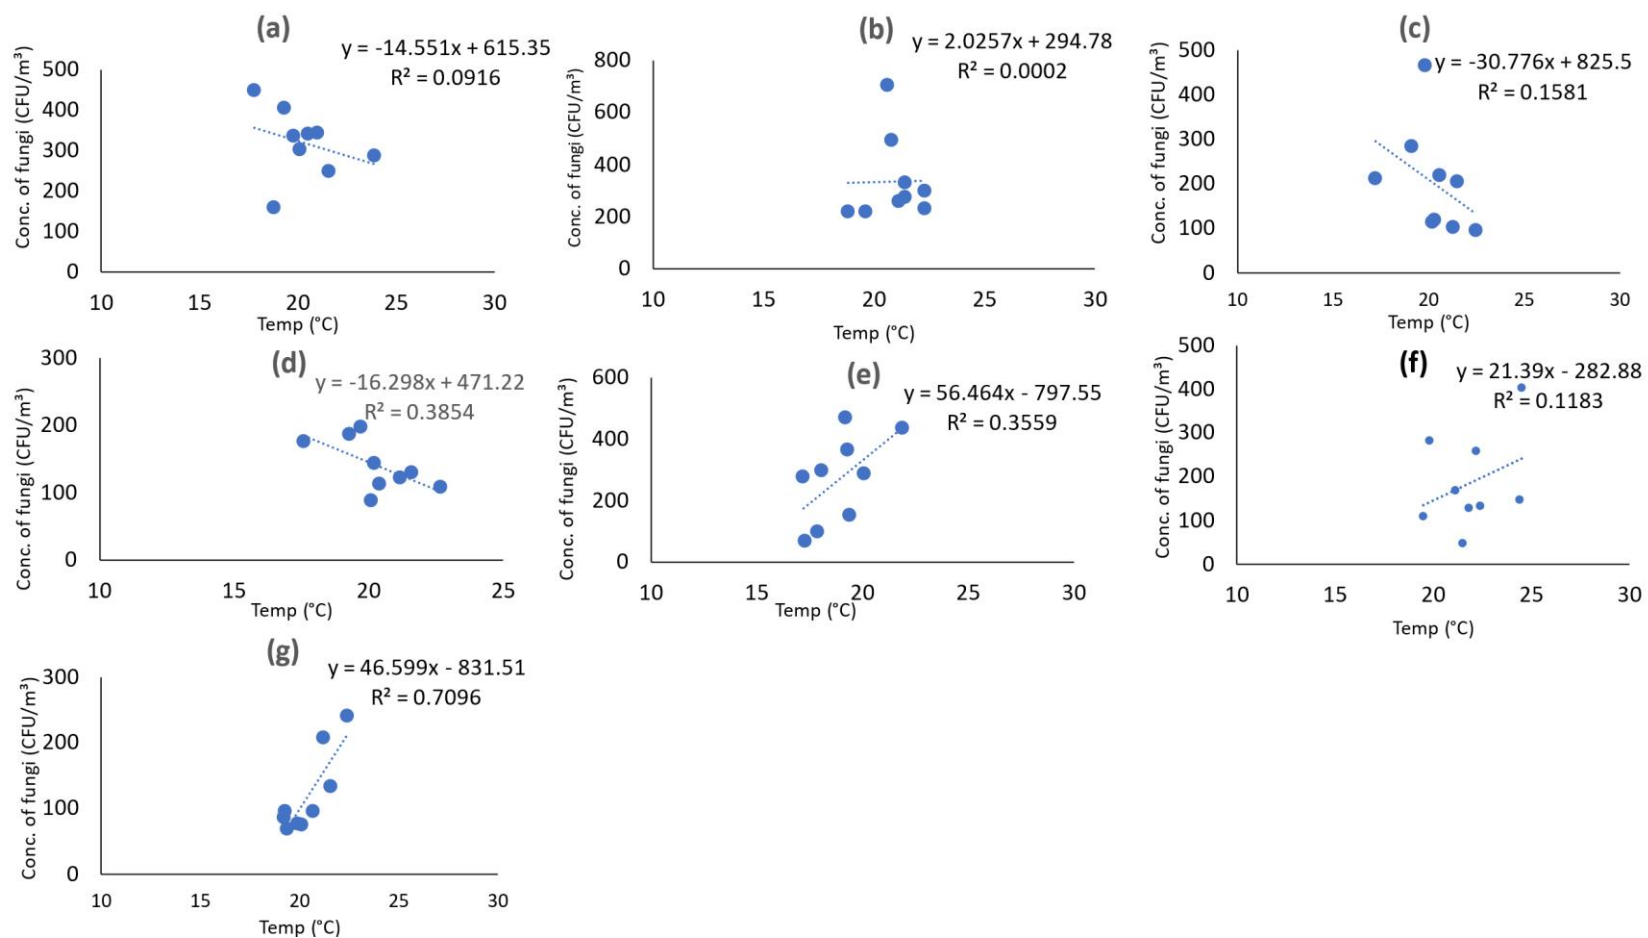 (a)
y = -14.551x + 615.35
R² = 0.0916
Conc. of fungi (CFU/m³)
500
400
300
200
100
0
10 15 20 25 30
Temp (°C)
(b)
y = 2.0257x + 294.78
R² = 0.0002
Conc. of fungi (CFU/m³)
800
600
400
200
0
10 15 20 25 30
Temp (°C)
(c)
y = -30.776x + 825.5
R² = 0.1581
Conc. of fungi (CFU/m³)
500
400
300
200
100
0
10 15 20 25 30
Temp (°C)
(d)
y = -16.298x + 471.22
R² = 0.3854
Conc. of fungi (CFU/m³)
300
200
100
0
10 15 20 25
Temp (°C)
(e)
y = 56.464x - 797.55
R² = 0.3559
Conc. of fungi (CFU/m³)
600
400
200
0
10 15 20 25 30
Temp (°C)
(f)
y = 21.39x - 282.88
R² = 0.1183
Conc. of fungi (CFU/m³)
500
400
300
200
100
0
10 15 20 25 30
Temp (°C)
(g)
y = 46.599x - 831.51
R² = 0.7096
Conc. of fungi (CFU/m³)
300
200
100
0
10 15 20 25 30
Temp (°C)